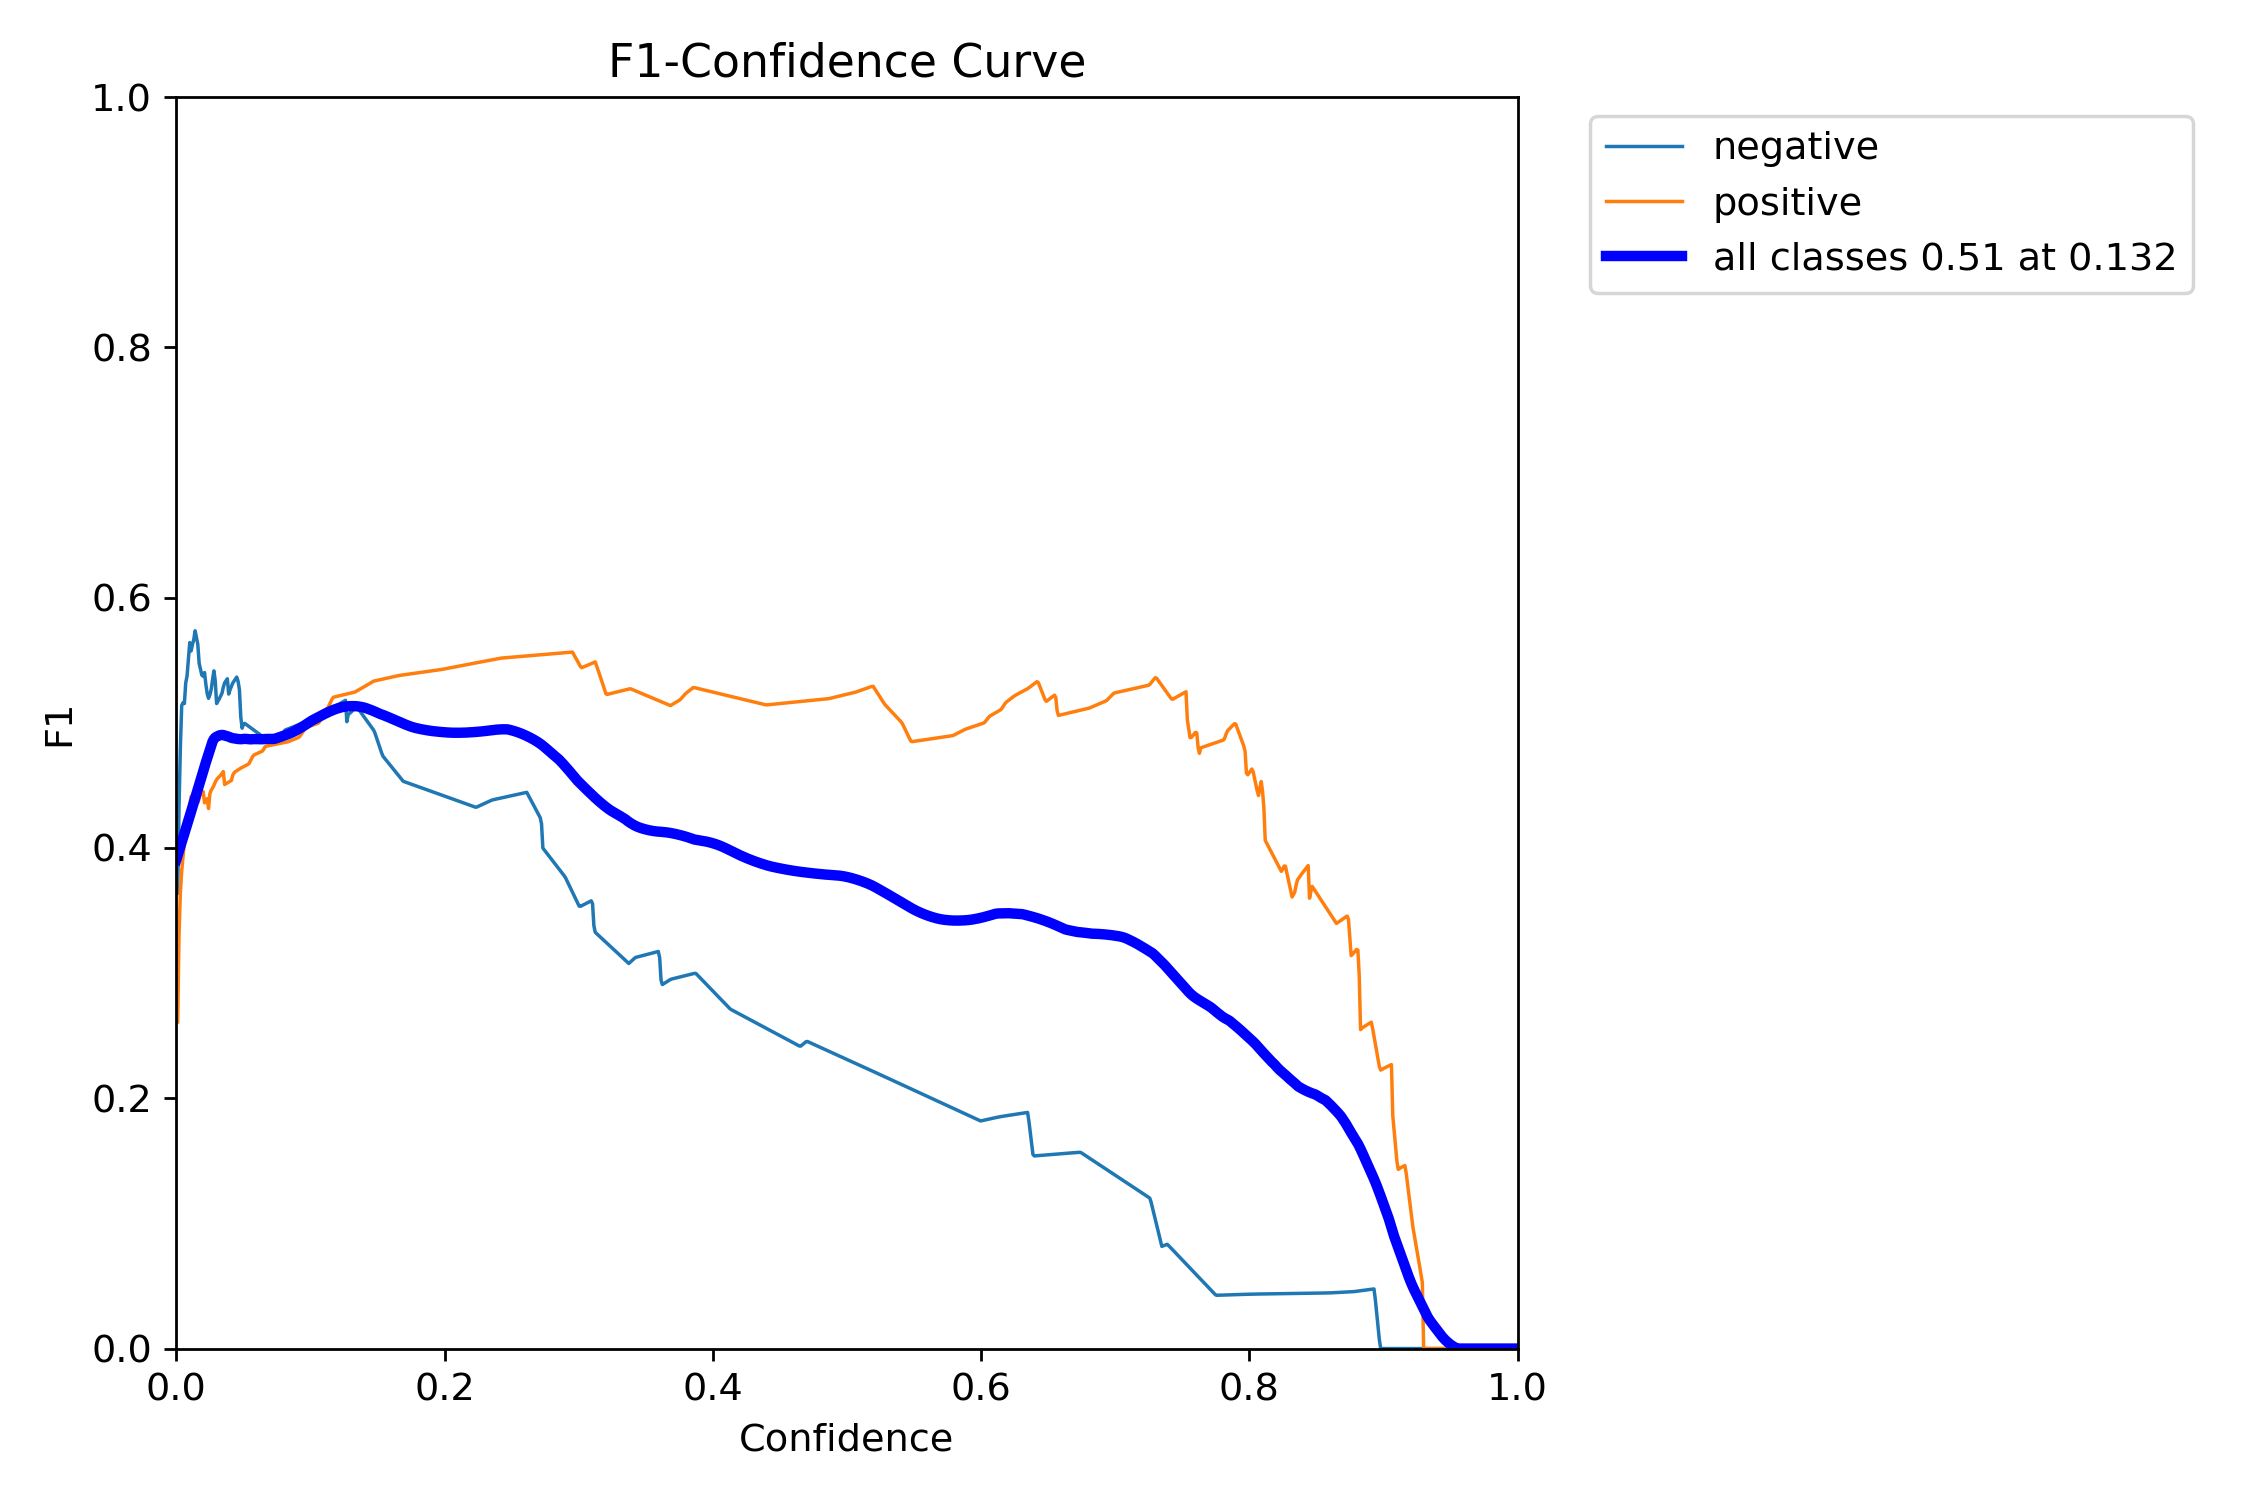 F1-Confidence Curve
negative
positive
all classes 0.51 at 0.132
F1
1.0
0.8
0.6
0.4
0.2
0.0
0.0 0.2 0.4 0.6 0.8 1.0
Confidence